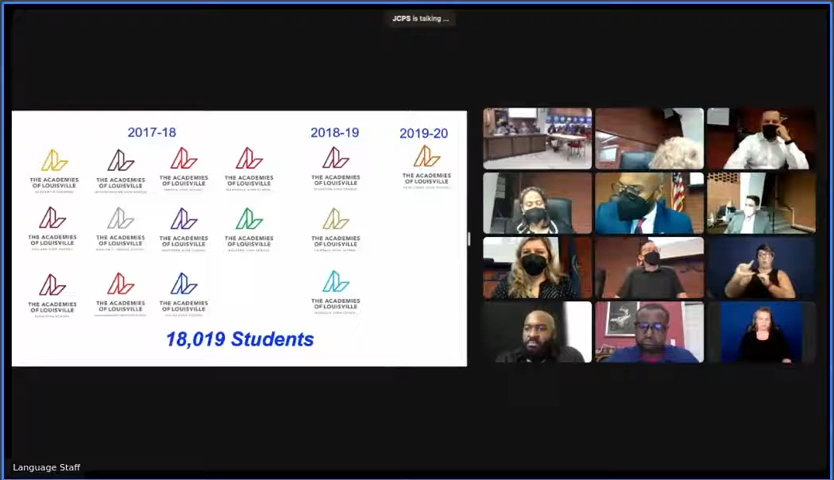 JCPS is talking ...
2017-18
2018-19
2019-20
THE ACADEMIES
OF LOUISVILLE
THE ACADEMIES
OF LOUISVILLE
THE ACADEMIES
OF LOUISVILLE
THE ACADEMIES
OF LOUISVILLE
THE ACADEMIES
OF LOUISVILLE
THE ACADEMIES
OF LOUISVILLE
THE ACADEMIES
OF LOUISVILLE
THE ACADEMIES
OF LOUISVILLE
THE ACADEMIES
OF LOUISVILLE
THE ACADEMIES
OF LOUISVILLE
THE ACADEMIES
OF LOUISVILLE
THE ACADEMIES
OF LOUISVILLE
THE ACADEMIES
OF LOUISVILLE
THE ACADEMIES
OF LOUISVILLE
THE ACADEMIES
OF LOUISVILLE
18,019 Students
Language Staff